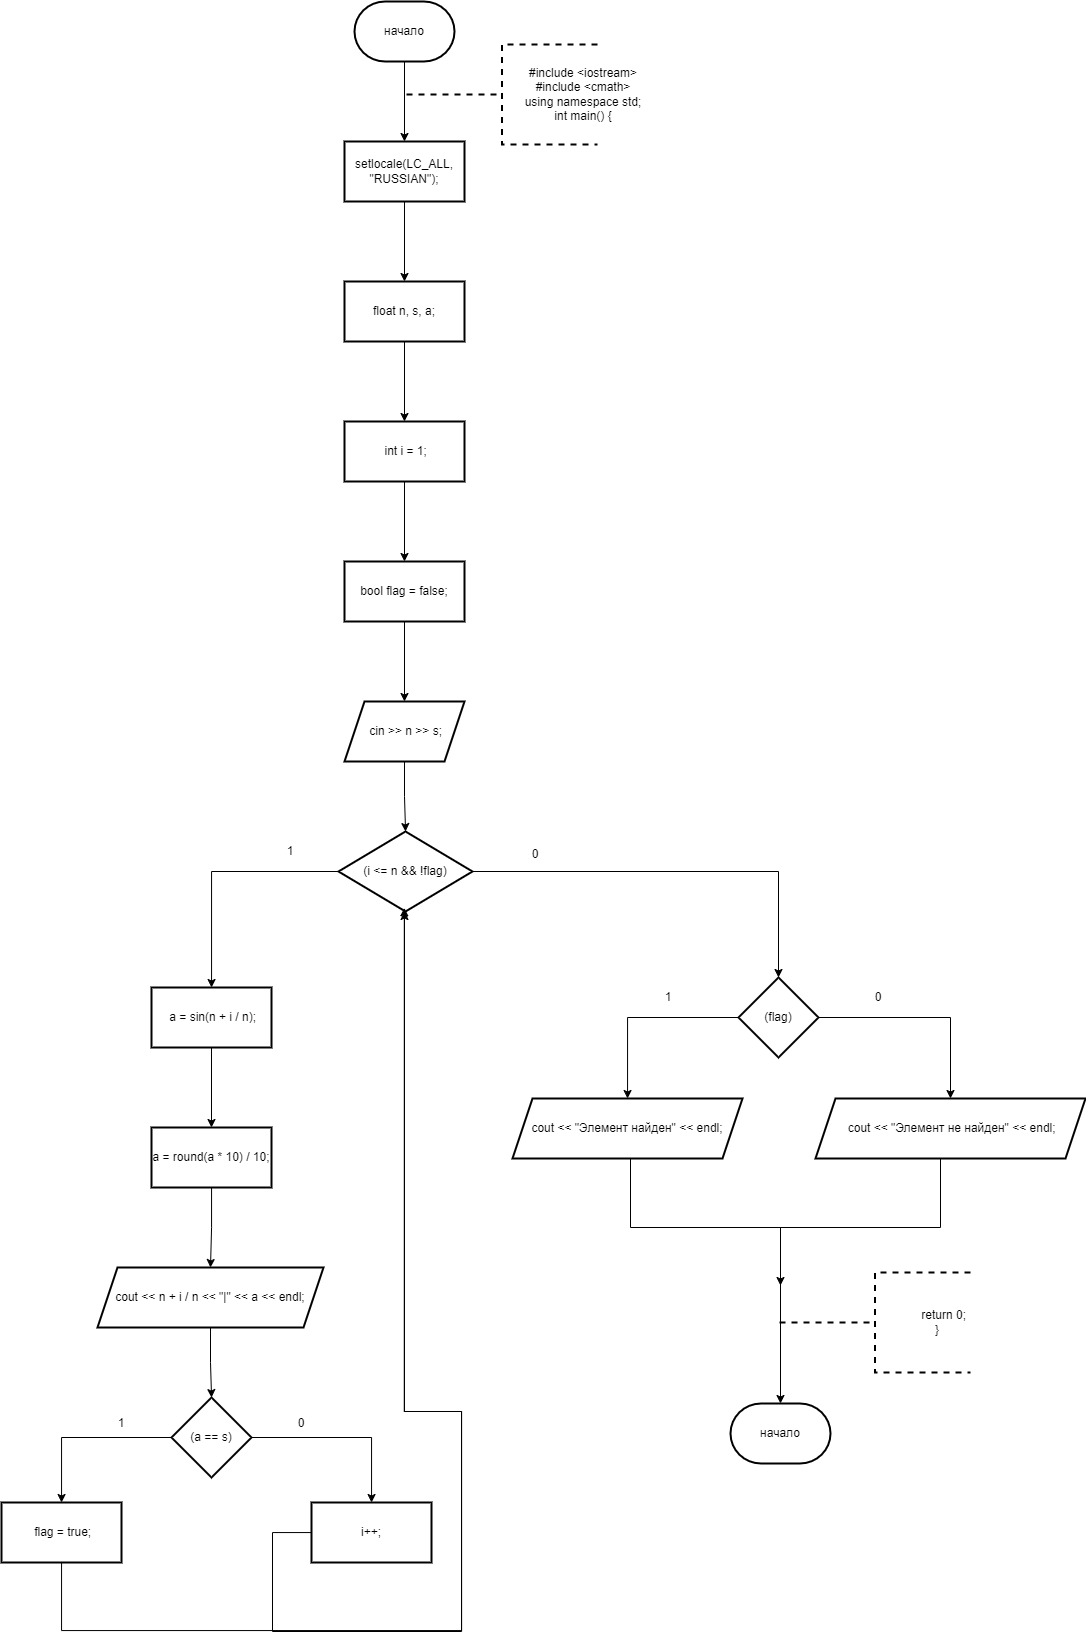 начало
#include <iostream>
#include <cmath>
using namespace std;
int main() {
setlocale(LC_ALL,
"RUSSIAN");
float n, s, a;
int i = 1;
bool flag = false;
cin >> n >> s;
1
0
(i <= n && !flag)
a = sin(n + i / n);
1
0
(flag)
cout << "Элемент найден" << endl;
cout << "Элемент не найден" << endl;
a = round(a * 10) / 10;
cout << n + i / n << "|" << a << endl;
return 0;
}
1
0
(a == s)
начало
flag = true;
i++;